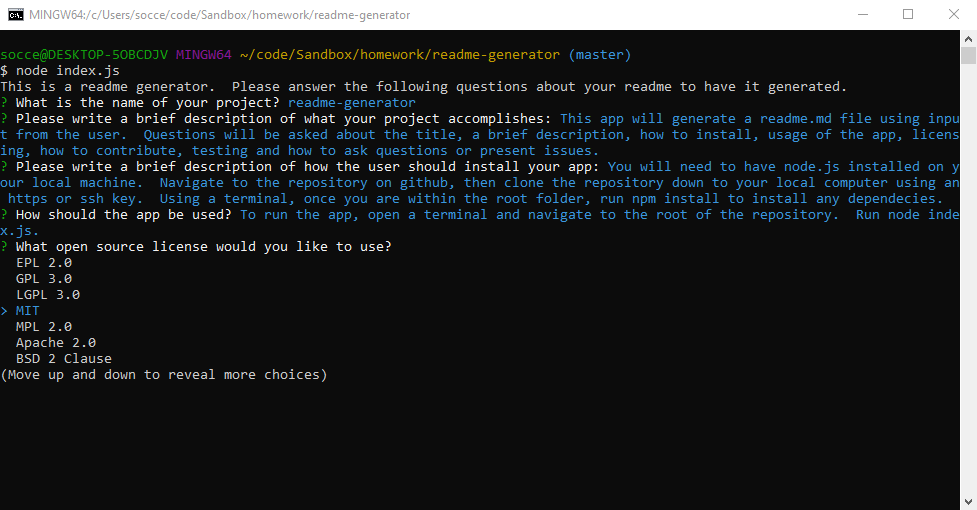 MINGW64:/c/Users/socce/code/Sandbox/homework/readme-generator
socce@DESKTOP-5OBCDJV MINGW64 ~/code/Sandbox/homework/readme-generator (master)
$ node index.js
This is a readme generator.  Please answer the following questions about your readme to have it generated.
? What is the name of your project? readme-generator
? Please write a brief description of what your project accomplishes: This app will generate a readme.md file using inpu
t from the user.  Questions will be asked about the title, a brief description, how to install, usage of the app, licens
ing, how to contribute, testing and how to ask questions or present issues.
? Please write a brief description of how the user should install your app: You will need to have node.js installed on y
our local machine.  Navigate to the repository on github, then clone the repository down to your local computer using an
 https or ssh key.  Using a terminal, once you are within the root folder, run npm install to install any dependecies.
? How should the app be used? To run the app, open a terminal and navigate to the root of the repository.  Run node inde
x.js.
? What open source license would you like to use?
  EPL 2.0
  GPL 3.0
  LGPL 3.0
> MIT
  MPL 2.0
  Apache 2.0
  BSD 2 Clause
(Move up and down to reveal more choices)